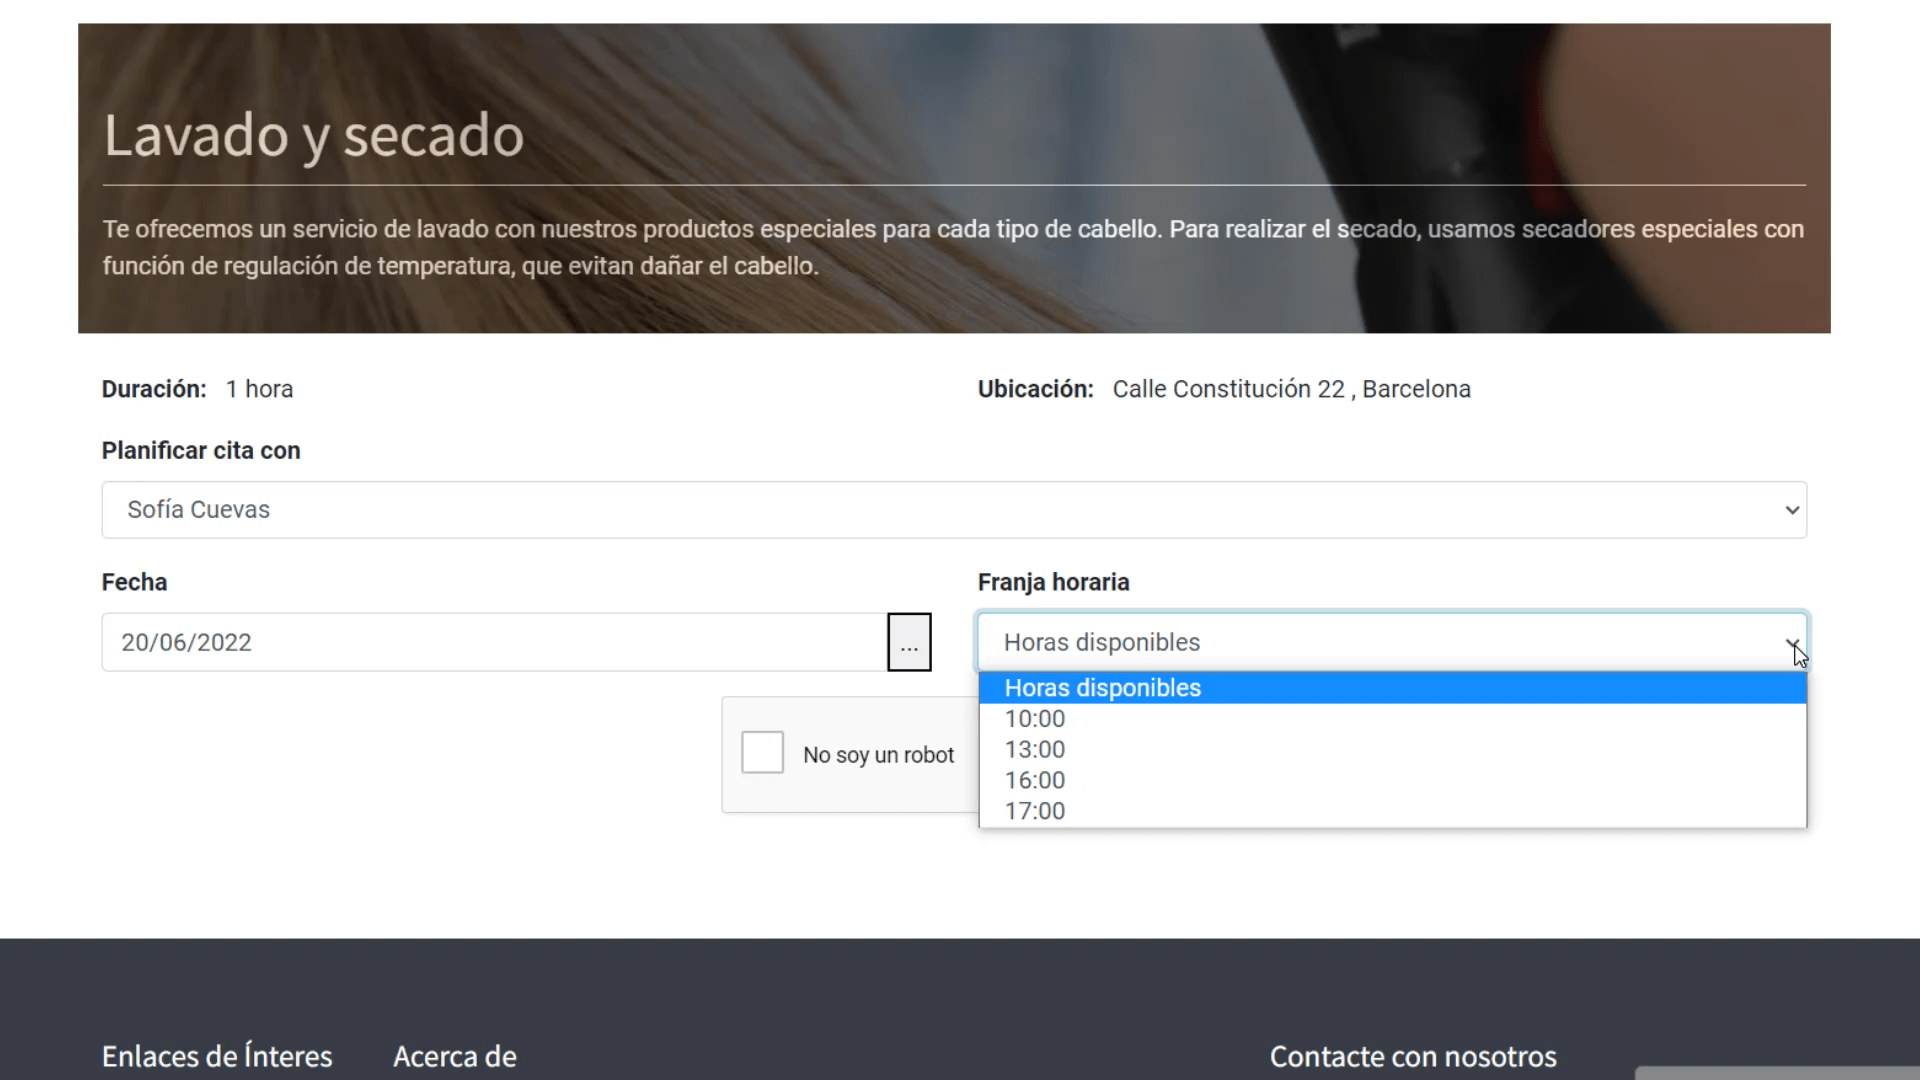 Lavado y secado
Te ofrecemos un servicio de lavado con nuestros productos especiales para cada tipo de cabello. Para realizar el secado, usamos secadores especiales con
función de regulación de temperatura, que evitan dañar el cabello.
Duración: 1 hora
Ubicación: Calle Constitución 22 , Barcelona
Planificar cita con
Sofía Cuevas
Fecha
Franja horaria
20/06/2022
...
Horas disponibles
Horas disponibles
10:00
13:00
16:00
17:00
No soy un robot
Enlaces de Ínteres
Acerca de
Contacte con nosotros